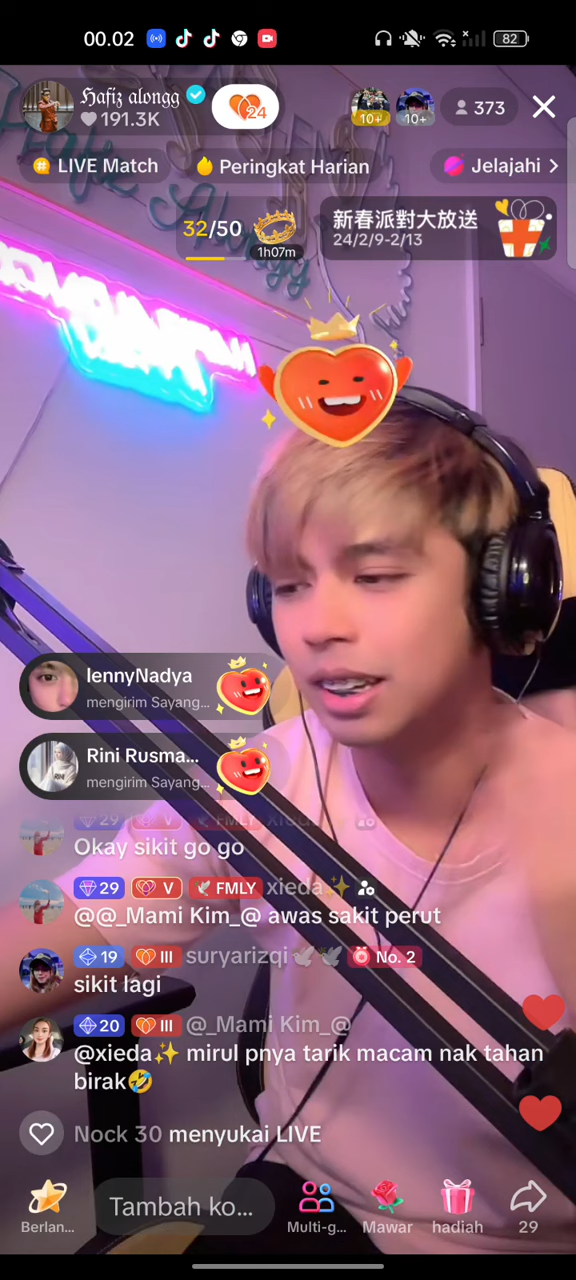 00.02
82
Hafiz alongg
191.3K
24
10+
10+
373
LIVE Match
Peringkat Harian
Jelajahi
32/50
1h07m
新春派對大放送
24/2/9-2/13
lennyNadya
mengirim Sayang...
Rini Rusma...
mengirim Sayang...
29 V FMLY xieda
Okay sikit go go
29 V FMLY xieda✨
@@_Mami Kim_@ awas sakit perut
19 III suryarizqi🕊️🕊️ No. 2
sikit lagi
20 III @_Mami Kim_@
@xieda✨ mirul pnya tarik macam nak tahan
birak🤣
Nock 30 menyukai LIVE
Berlan...
Tambah ko...
Multi-g...
Mawar
hadiah
29